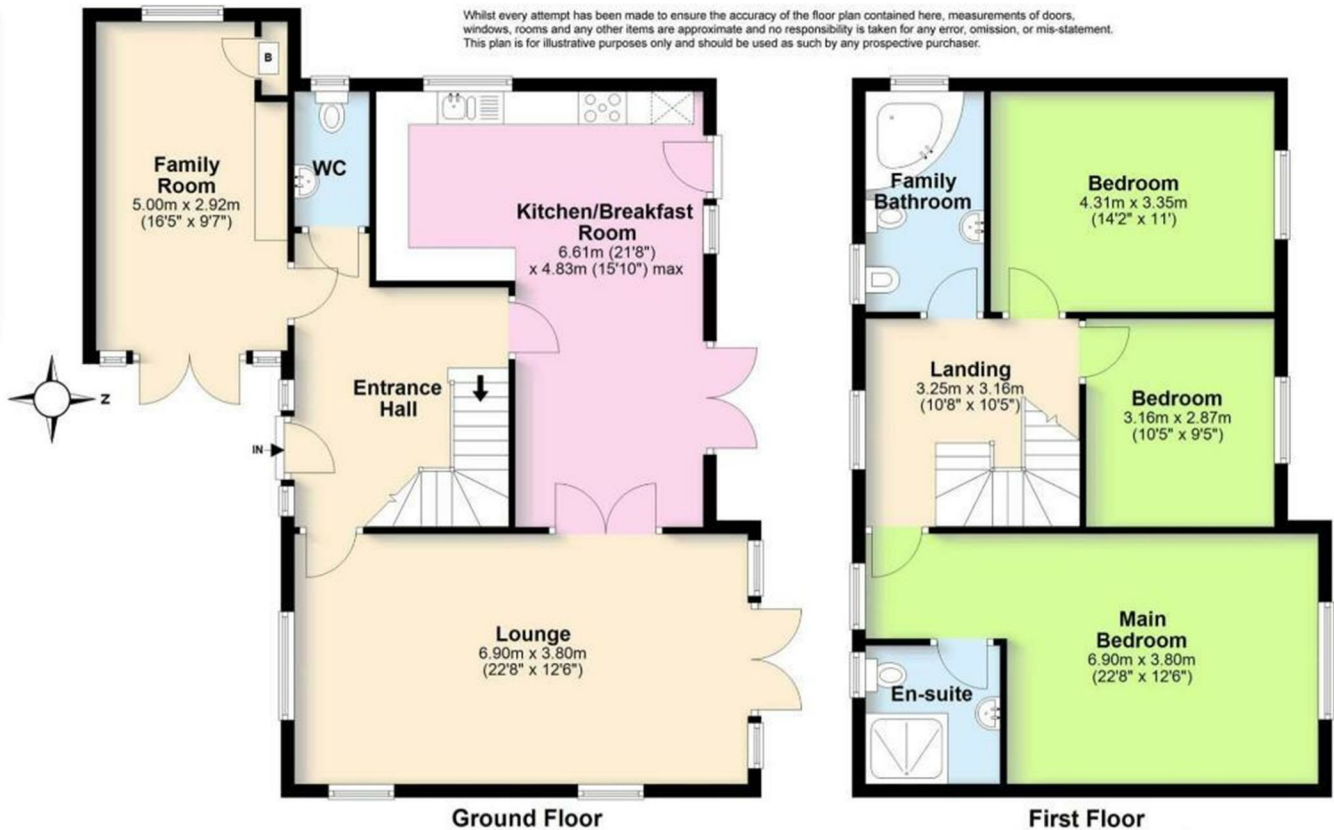 Whilst every attempt has been made to ensure the accuracy of the floor plan contained here, measurements of doors,
windows, rooms and any other items are approximate and no responsibility is taken for any error, omission, or mis-statement.
This plan is for illustrative purposes only and should be used as such by any prospective purchaser.
B
Family
Room
5.00m x 2.92m
(16'5" x 9'7")
WC
Kitchen/Breakfast
Room
6.61m (21'8")
x 4.83m (15'10") max
Entrance
Hall
IN
Z
Lounge
6.90m x 3.80m
(22'8" x 12'6")
Ground Floor
Family
Bathroom
Bedroom
4.31m x 3.35m
(14'2" x 11')
Landing
3.25m x 3.16m
(10'8" x 10'5")
Bedroom
3.16m x 2.87m
(10'5" x 9'5")
Main
Bedroom
6.90m x 3.80m
(22'8" x 12'6")
En-suite
First Floor